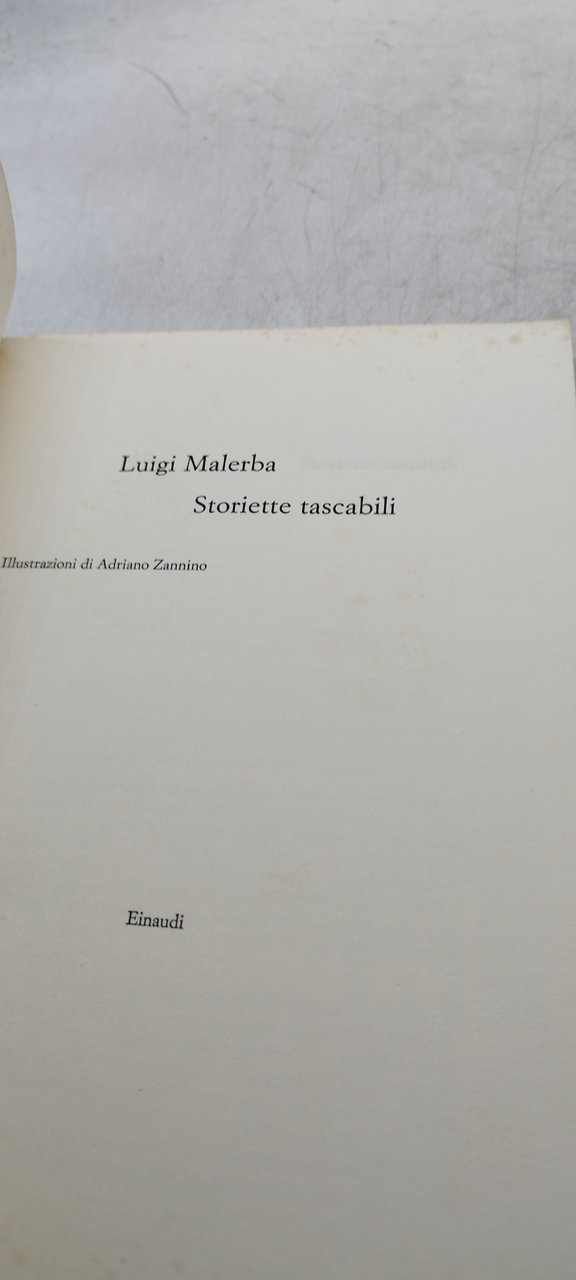 Luigi Malerba
Storiette tascabili
Illustrazioni di Adriano Zannino
Einaudi